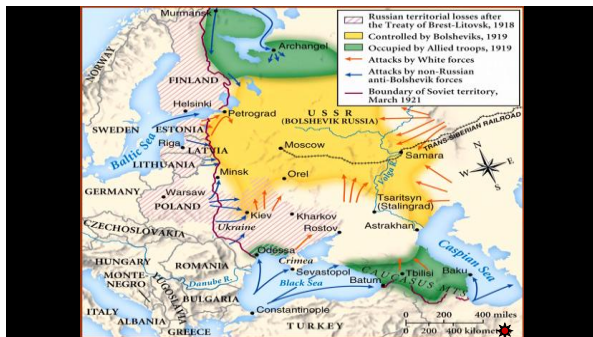 Murmansk
Russian territorial losses after
the Treaty of Brest-Litovsk, 1918
Controlled by Bolsheviks, 1919
Occupied by Allied troops, 1919
Attacks by White forces
Attacks by non-Russian
anti-Bolshevik forces
Boundary of Soviet territory,
March 1921
Archangel
NORWAY
FINLAND
Helsinki
Petrograd
USSR
(BOLSHEVIK RUSSIA)
TRANS-SIBERIAN RAILROAD
SWEDEN
Baltic Sea
ESTONIA
Riga
LATVIA
LITHUANIA
Moscow
Samara
Volga R.
N
W
E
S
Minsk
Orel
GERMANY
Warsaw
POLAND
Tsaritsyn
(Stalingrad)
Kiev
Kharkov
Ukraine
Rostov
Astrakhan
CZECHOSLOVAKIA
Odessa
Crimea
Caspian Sea
HUNGARY
ROMANIA
MONTE
NEGRO
YUGOSLAVIA
Danube R.
Sevastopol
Black Sea
CAUCASUS MTS.
Tbilisi
Baku
Batum
BULGARIA
ITALY
ALBANIA
GREECE
Constantinople
TURKEY
0 200 400 miles
0 200 400 kilomet